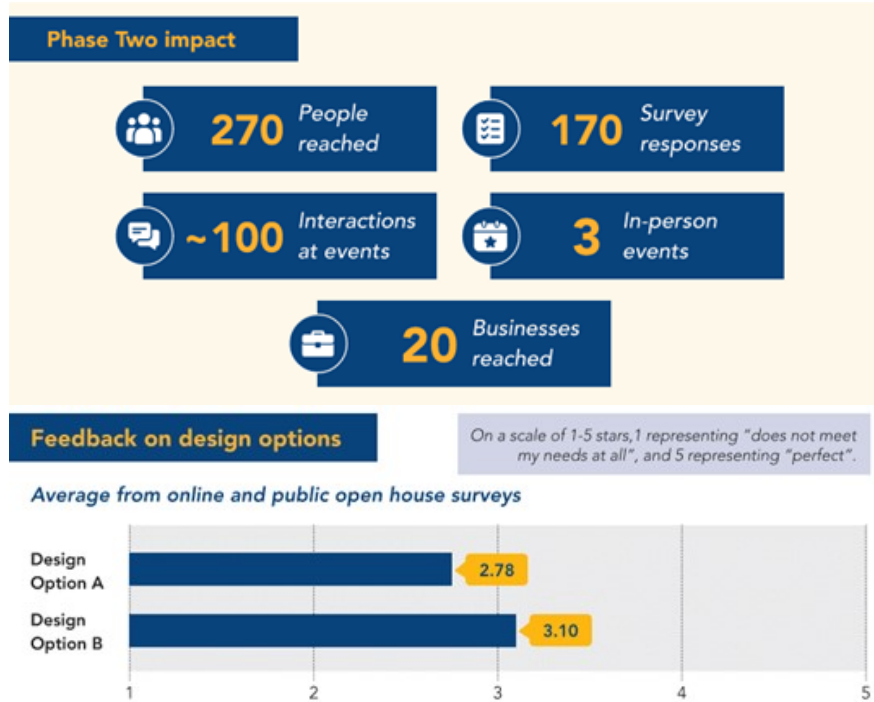 Phase Two impact
270 People reached
170 Survey responses
~100 Interactions at events
3 In-person events
20 Businesses reached
Feedback on design options
On a scale of 1-5 stars,1 representing "does not meet
my needs at all", and 5 representing "perfect".
Average from online and public open house surveys
Design
Option A
2.78
Design
Option B
3.10
1 2 3 4 5